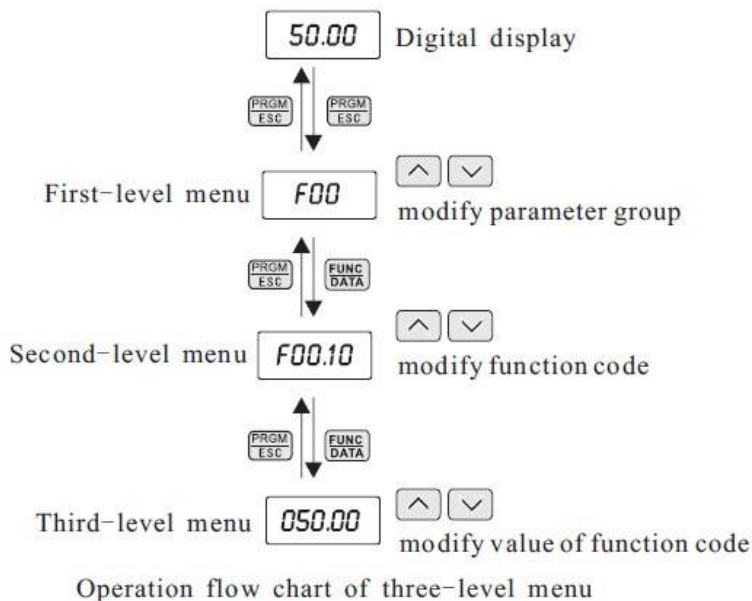 50.00 Digital display
PRGM
ESC
PRGM
ESC
First-level menu F00
modify parameter group
PRGM
ESC
FUNC
DATA
Second-level menu F00.10
modify function code
PRGM
ESC
FUNC
DATA
Third-level menu 050.00
modify value of function code
Operation flow chart of three-level menu